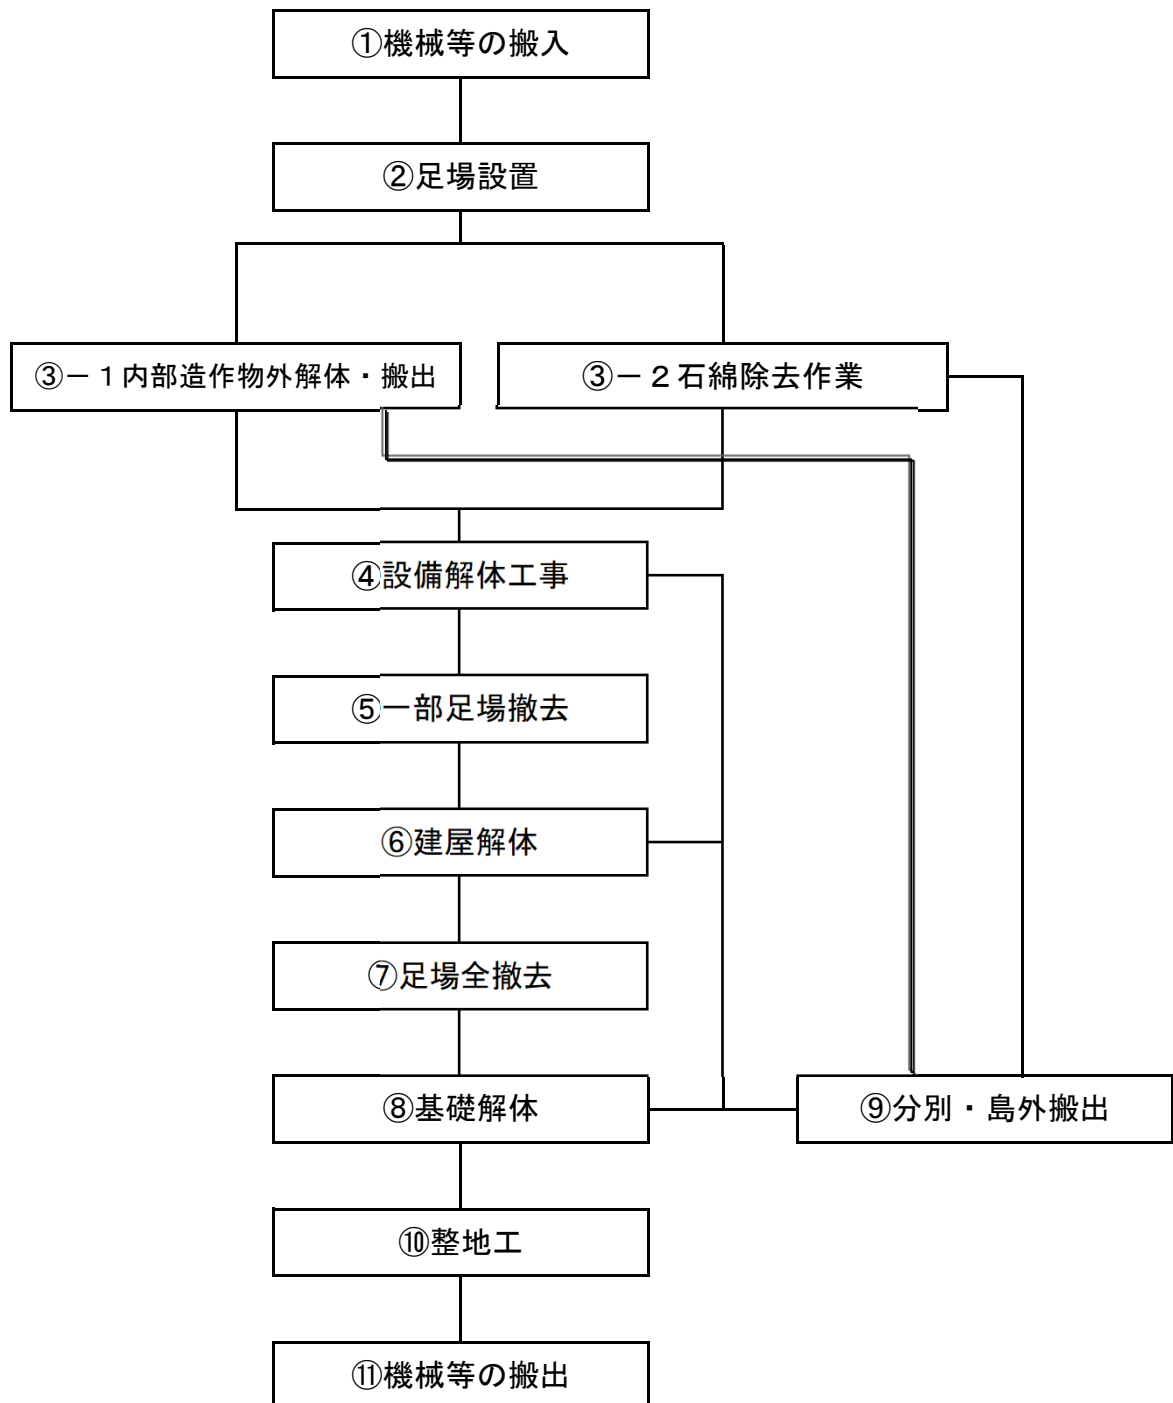 ①機械等の搬入
②足場設置
③－１内部造作物外解体・搬出
③－２石綿除去作業
④設備解体工事
⑤一部足場撤去
⑥建屋解体
⑦足場全撤去
⑧基礎解体
⑨分別・島外搬出
⑩整地工
⑪機械等の搬出